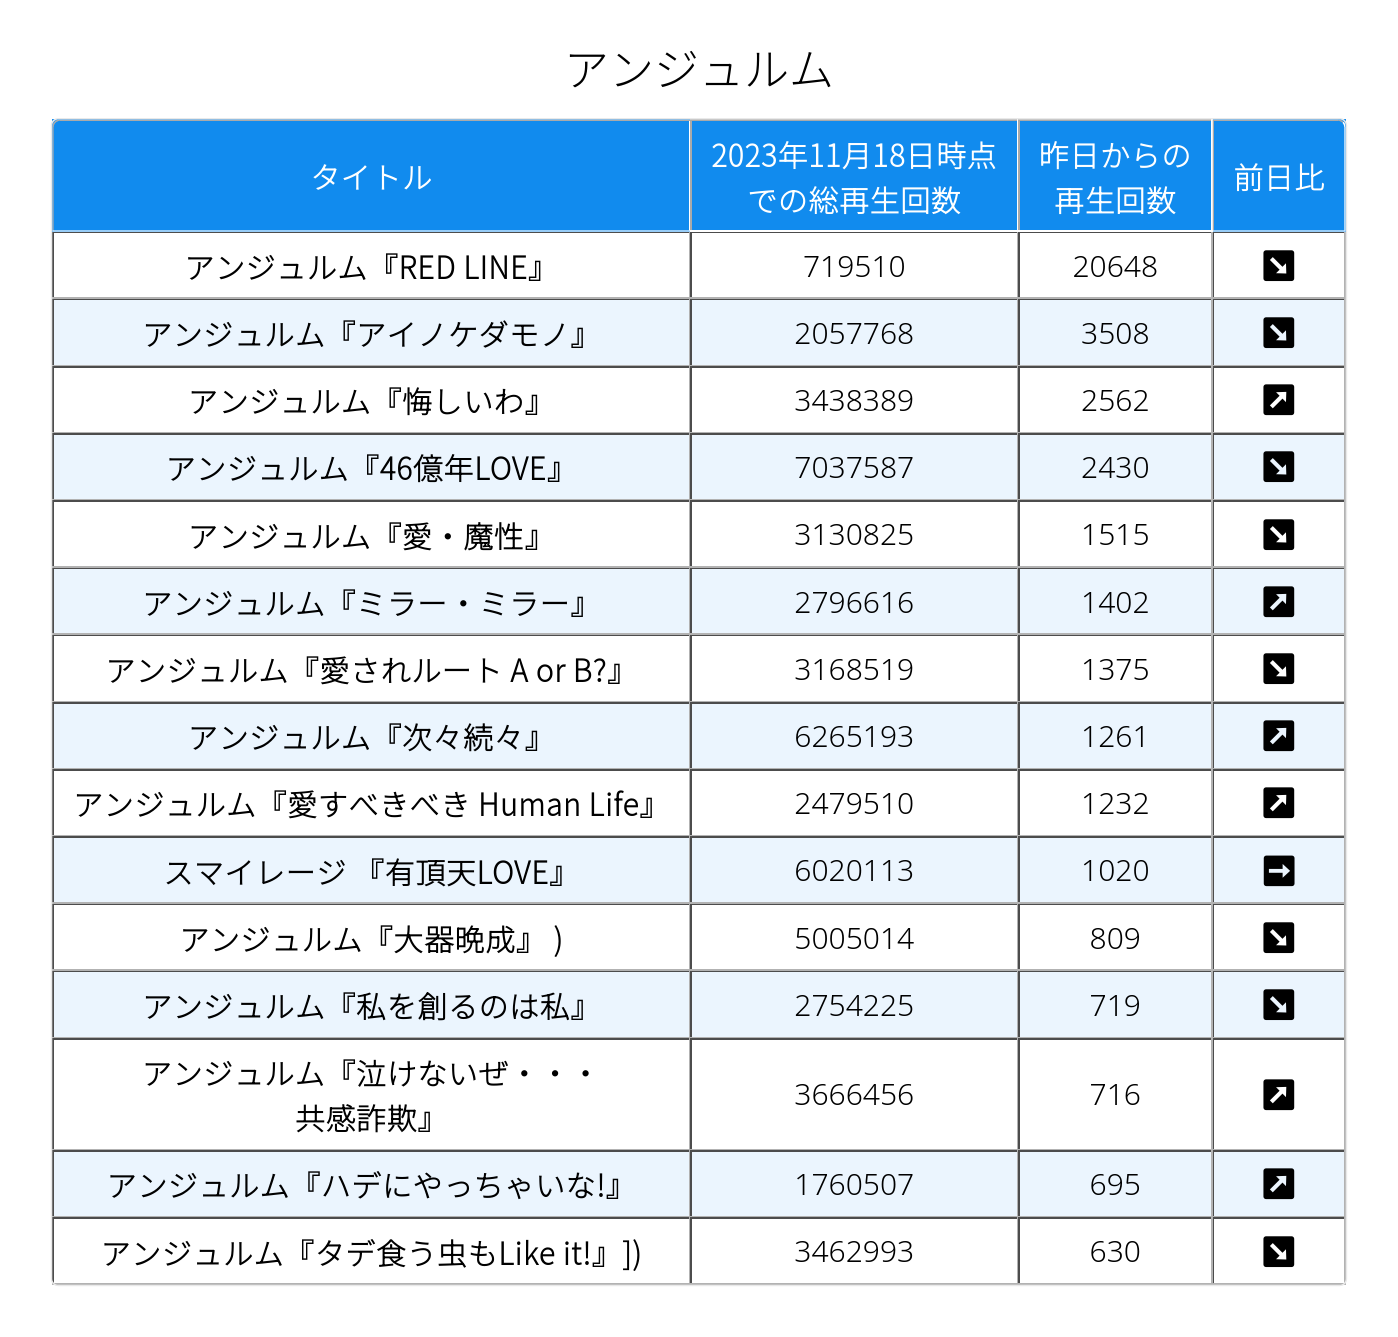 アンジュルム
タイトル
2023年11月18日時点
での総再生回数
昨日からの
再生回数
前日比
アンジュルム『RED LINE』 719510 20648 ↘
アンジュルム『アイノケダモノ』 2057768 3508 ↘
アンジュルム『悔しいわ』 3438389 2562 ↗
アンジュルム『46億年LOVE』 7037587 2430 ↘
アンジュルム『愛・魔性』 3130825 1515 ↘
アンジュルム『ミラー・ミラー』 2796616 1402 ↗
アンジュルム『愛されルート A or B?』 3168519 1375 ↘
アンジュルム『次々続々』 6265193 1261 ↗
アンジュルム『愛すべきべき Human Life』 2479510 1232 ↗
スマイレージ 『有頂天LOVE』 6020113 1020 →
アンジュルム『大器晩成』 ) 5005014 809 ↘
アンジュルム『私を創るのは私』 2754225 719 ↘
アンジュルム『泣けないぜ・・・
共感詐欺』 3666456 716 ↗
アンジュルム『ハデにやっちゃいな!』 1760507 695 ↗
アンジュルム『タデ食う虫もLike it!』]) 3462993 630 ↘